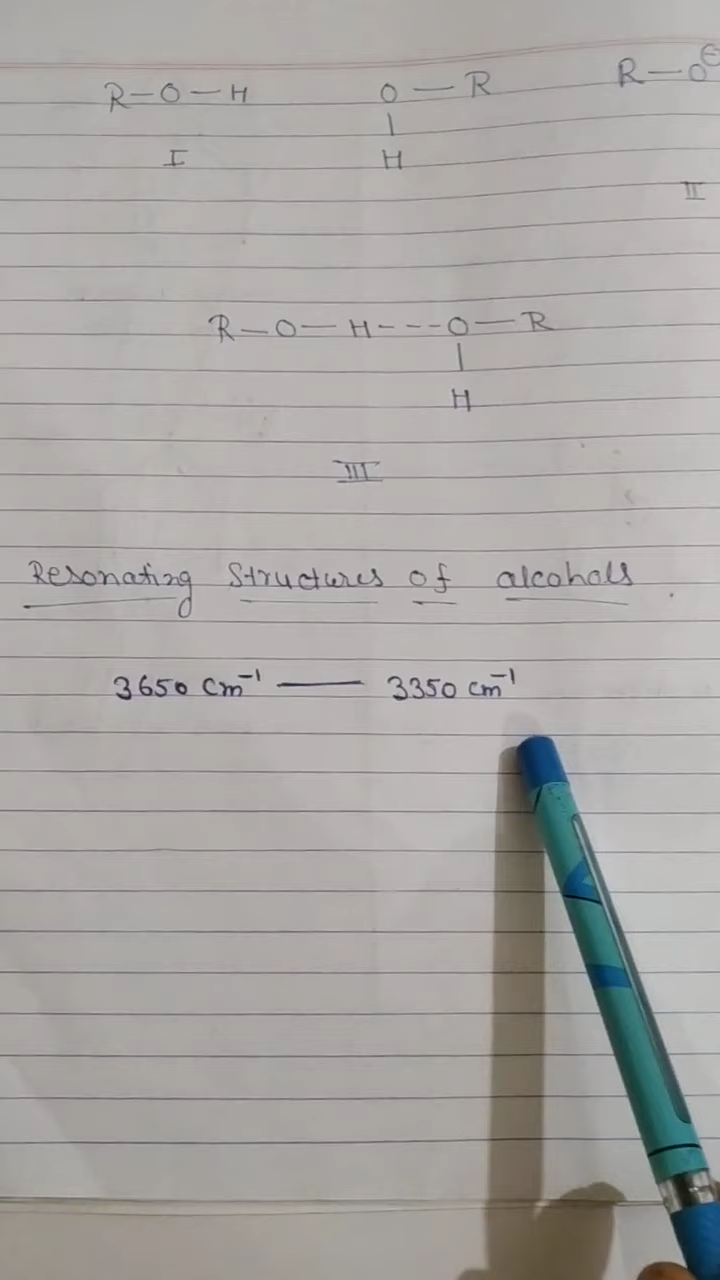 R—O—H O—R R—O⊖
|
I H
II
R—O—H---O—R
|
H
III
Resonating Structures of alcohols.
3650 cm⁻¹ — 3350 cm⁻¹